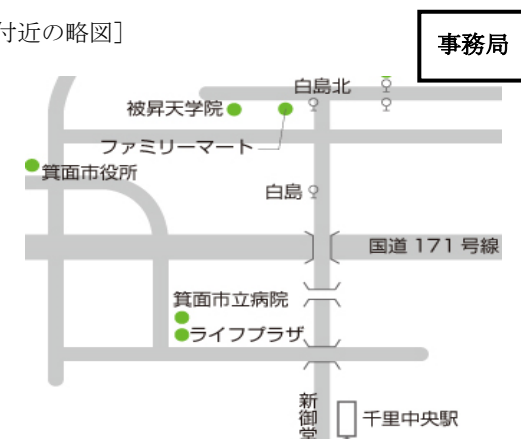 付近の略図］
事務局
白島北
被昇天学院
ファミリーマート
箕面市役所
白島
国道 171 号線
箕面市立病院
ライフプラザ
新御堂
千里中央駅